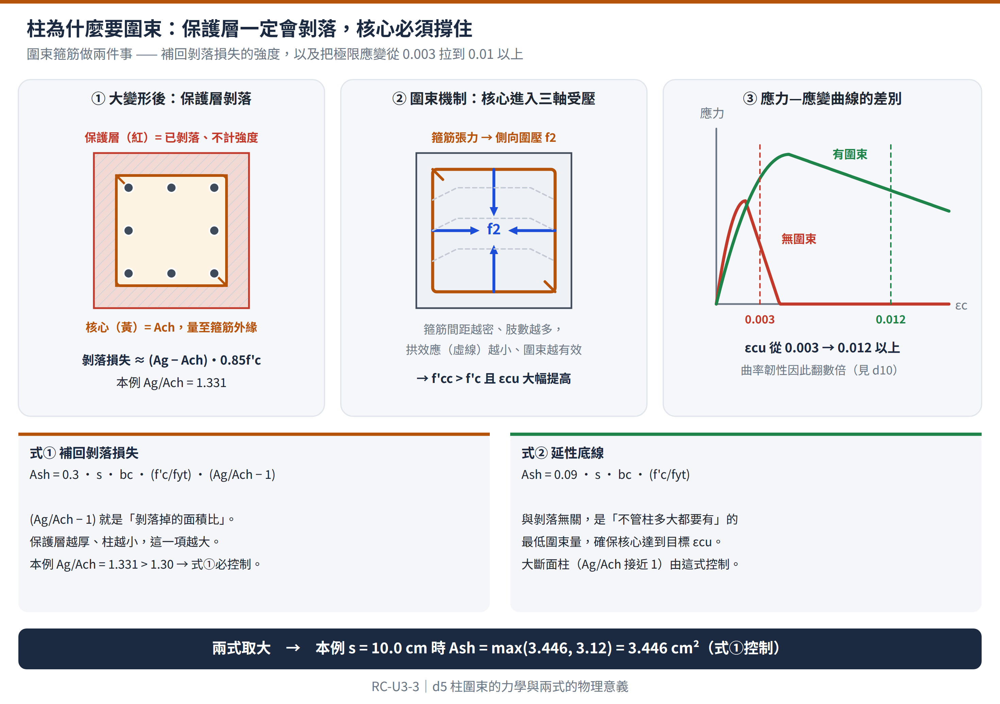 柱為什麼要圍束：保護層一定會剝落，核心必須撐住
圍束箍筋做兩件事 —— 補回剝落損失的強度，以及把極限應變從 0.003 拉到 0.01 以上
① 大變形後：保護層剝落
保護層（紅）= 已剝落、不計強度
核心（黃）= Ach，量至箍筋外緣
剝落損失 ≈ (Ag − Ach)・0.85f'c
本例 Ag/Ach = 1.331
② 圍束機制：核心進入三軸受壓
箍筋張力 → 側向圍壓 f2
f2
箍筋間距越密、肢數越多，
拱效應（虛線）越小、圍束越有效
→ f'cc > f'c 且 εcu 大幅提高
③ 應力—應變曲線的差別
應力
有圍束
無圍束
εc
0.003
0.012
εcu 從 0.003 → 0.012 以上
曲率韌性因此翻數倍（見 d10）
式① 補回剝落損失
Ash = 0.3 ・ s ・ bc ・ (f'c/fyt) ・ (Ag/Ach − 1)
(Ag/Ach − 1) 就是「剝落掉的面積比」。
保護層越厚、柱越小，這一項越大。
本例 Ag/Ach = 1.331 > 1.30 → 式①必控制。
式② 延性底線
Ash = 0.09 ・ s ・ bc ・ (f'c/fyt)
與剝落無關，是「不管柱多大都要有」的
最低圍束量，確保核心達到目標 εcu。
大斷面柱（Ag/Ach 接近 1）由這式控制。
兩式取大　→　本例 s = 10.0 cm 時 Ash = max(3.446, 3.12) = 3.446 cm²（式①控制）
RC-U3-3｜d5 柱圍束的力學與兩式的物理意義